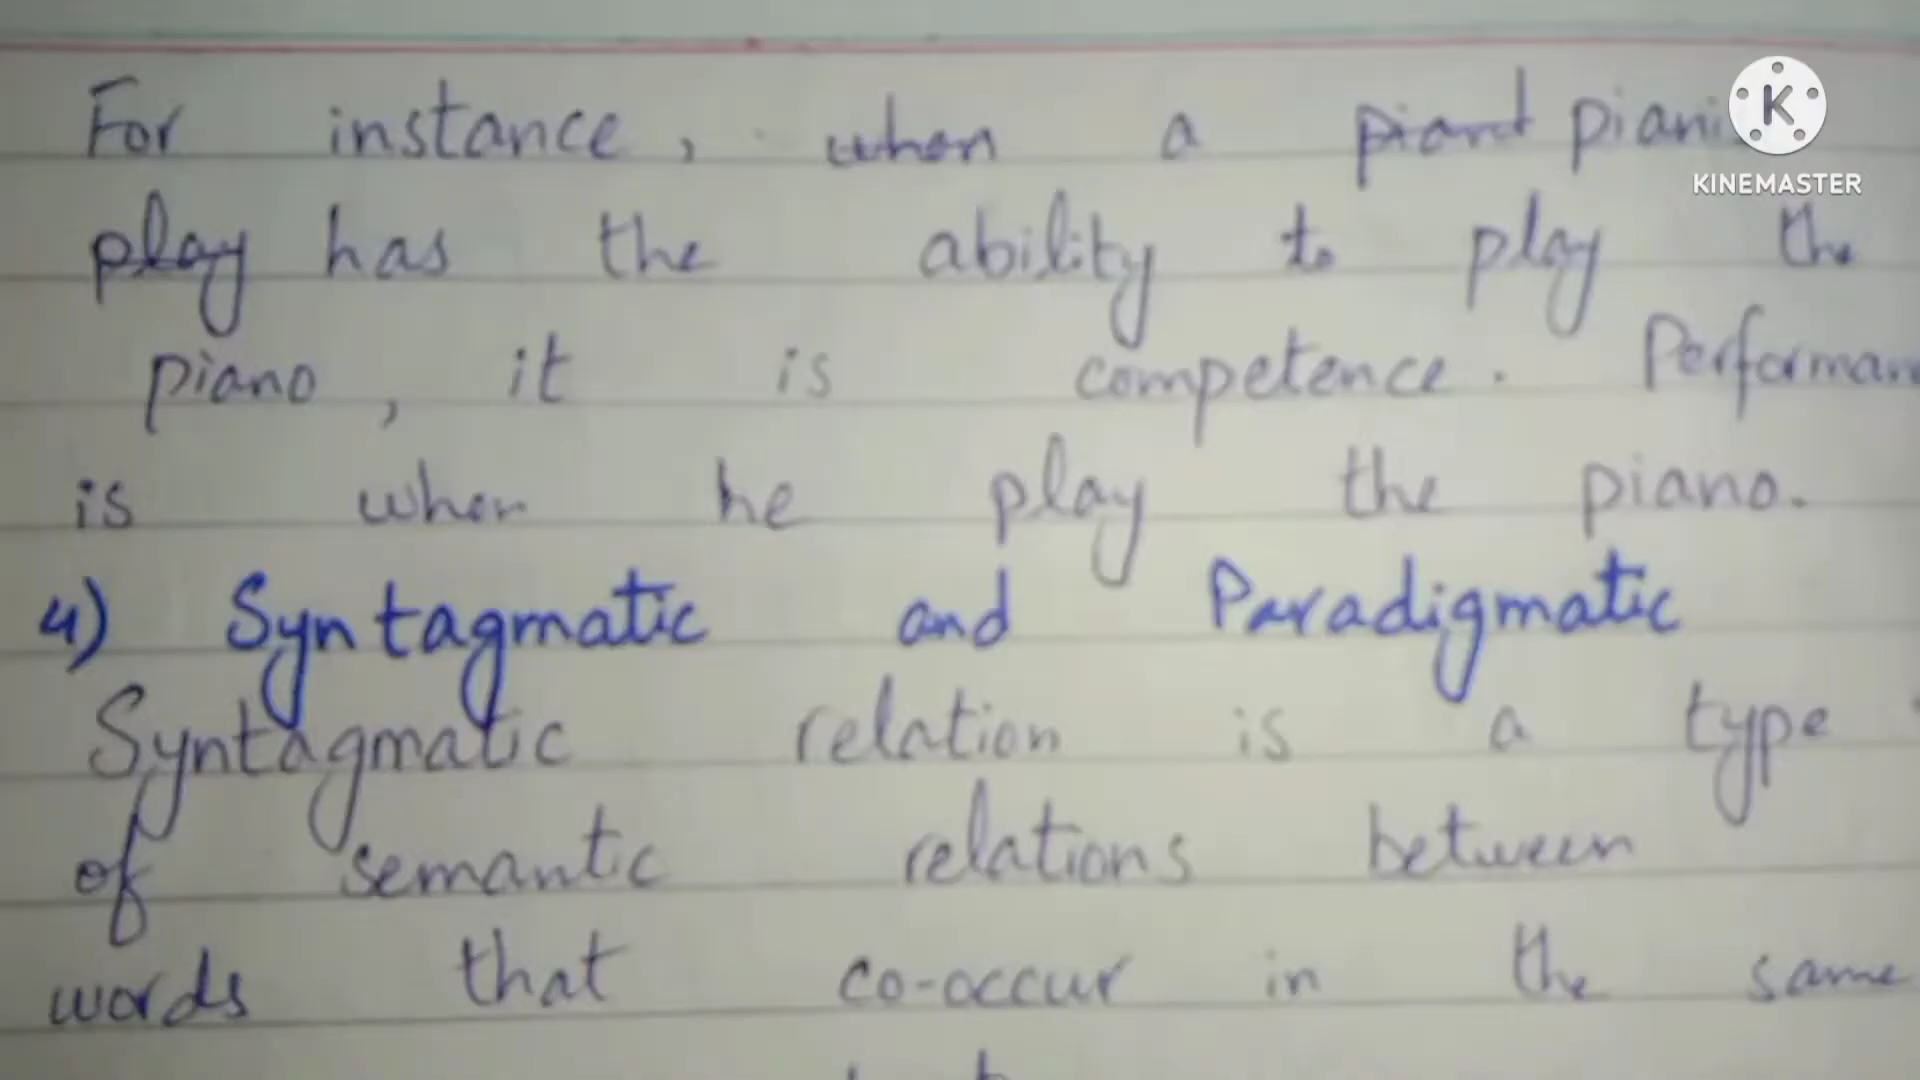 For instance, when a piant piani
play has the ability to play the
piano, it is competence. Performan
is when he play the piano.
4) Syntagmatic and Paradigmatic
Syntagmatic relation is a type
of semantic relations between
words that co-occur in the same
K
KINEMASTER